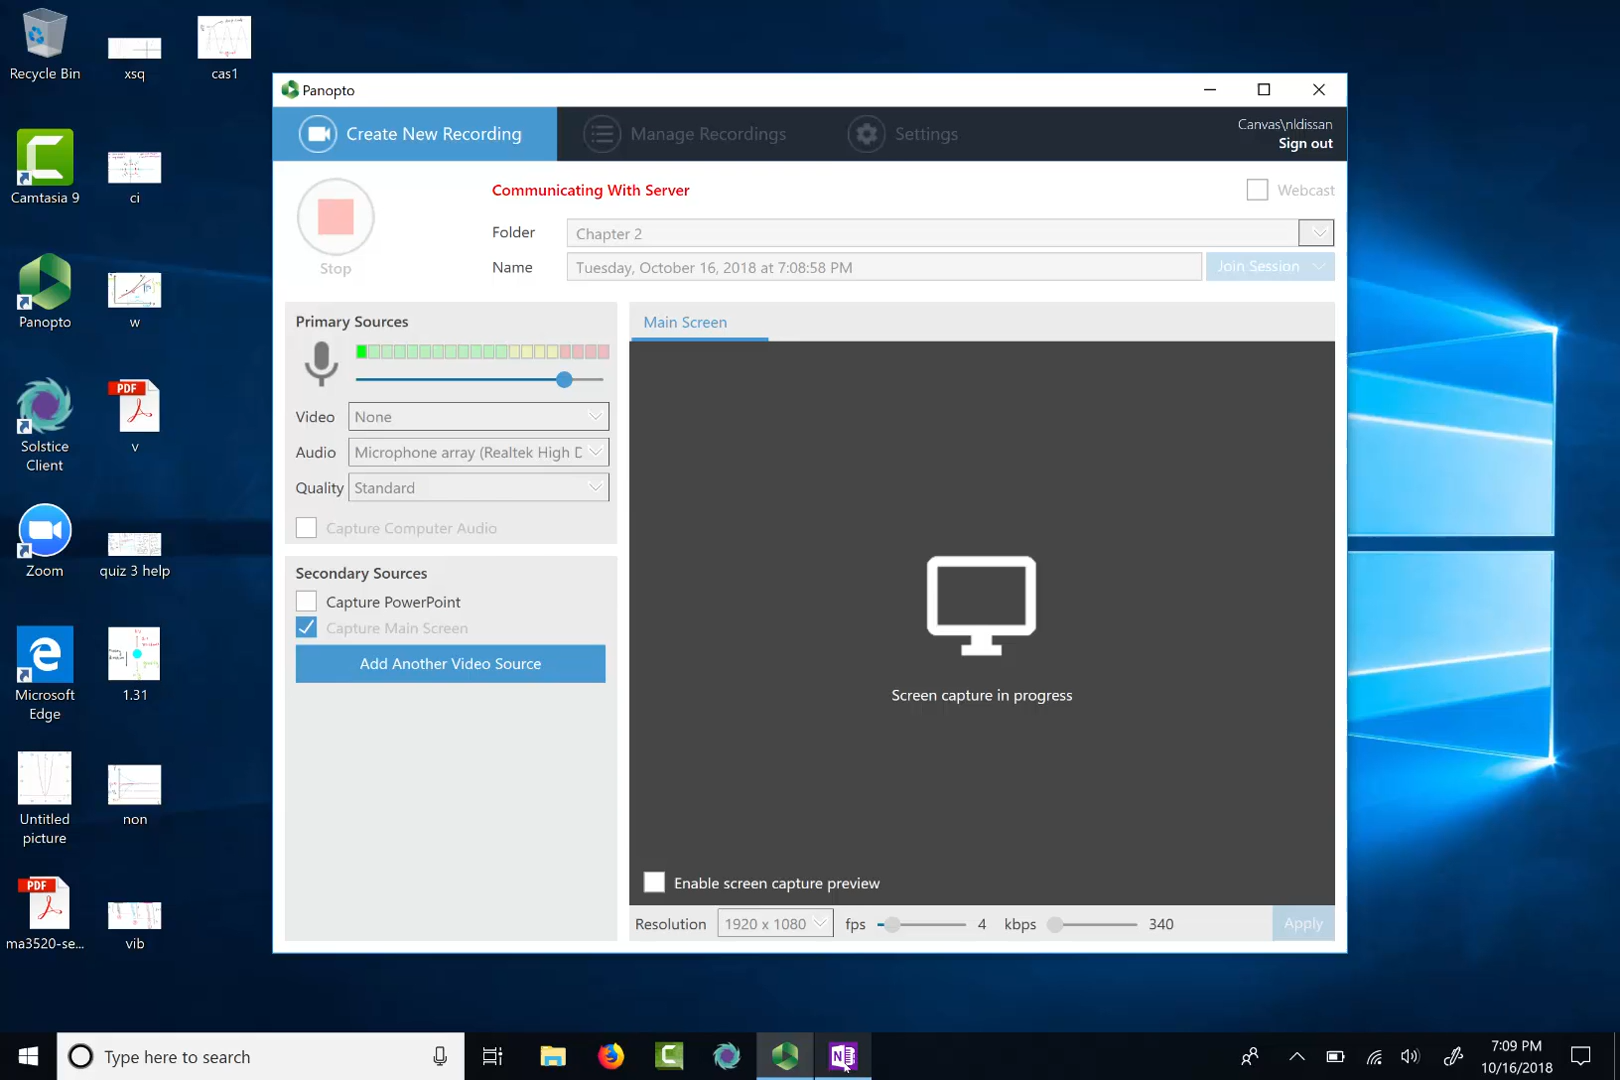 Recycle Bin
xsq
cas1
Camtasia 9
ci
Panopto
w
Solstice
Client
PDF
v
Zoom
quiz 3 help
Microsoft
Edge
1.31
Untitled
picture
non
PDF
ma3520-se...
vib
Panopto
Create New Recording
Manage Recordings
Settings
Canvas\nldissan
Sign out
Stop
Communicating With Server
Webcast
Folder
Chapter 2
Name
Tuesday, October 16, 2018 at 7:08:58 PM
Join Session
Primary Sources
Video
None
Audio
Microphone array (Realtek High D
Quality
Standard
Capture Computer Audio
Secondary Sources
Capture PowerPoint
Capture Main Screen
Add Another Video Source
Main Screen
Screen capture in progress
Enable screen capture preview
Resolution
1920 x 1080
fps
4
kbps
340
Apply
Type here to search
7:09 PM
10/16/2018